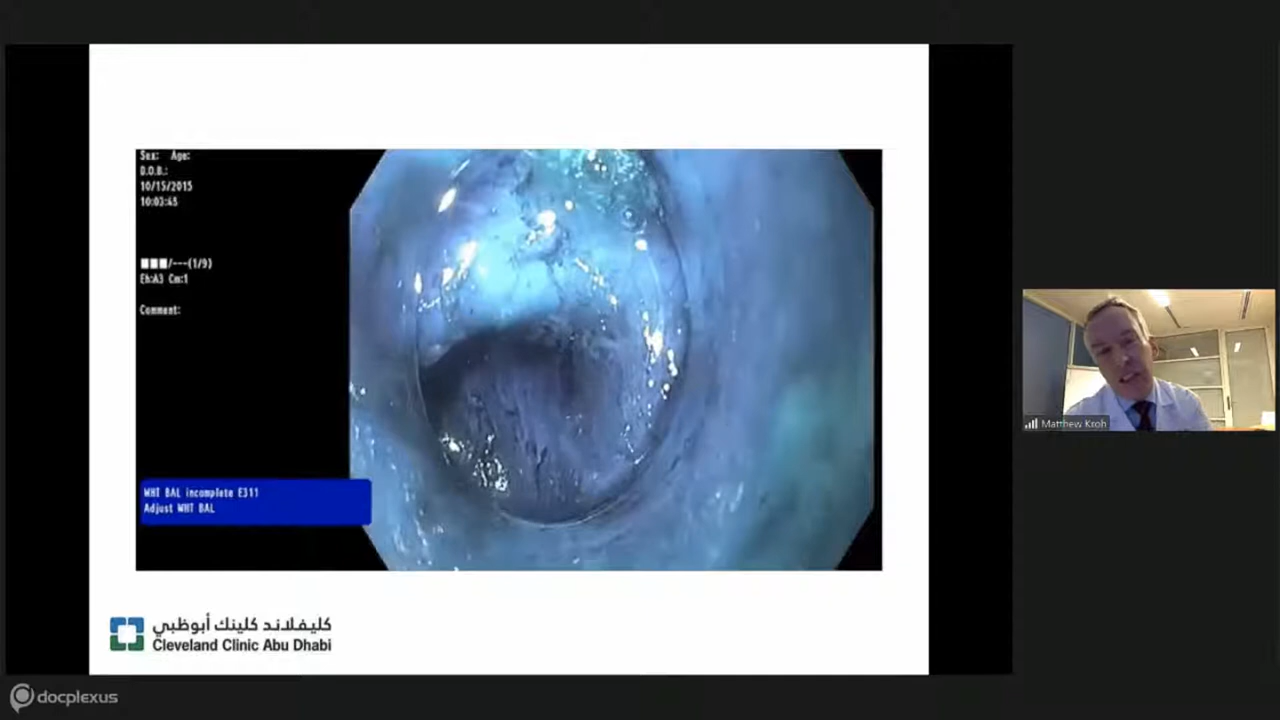 Sex: Age:
D.O.B.:
10/15/2015
10:03:45
■■■/---(1/9)
Eh:A3 Cm:1
Comment:
WHT BAL incomplete E311
Adjust WHT BAL
Matthew Kroh
كليفلاند كلينك أبوظبي
Cleveland Clinic Abu Dhabi
docplexus